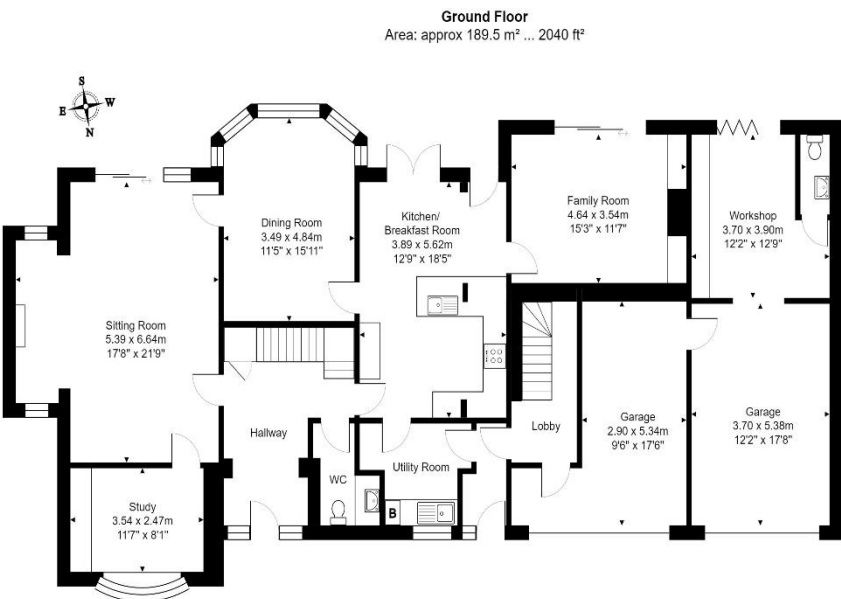 Ground Floor
Area: approx 189.5 m² ... 2040 ft²
S
E
W
N
Dining Room
3.49 x 4.84m
11'5" x 15'11"
Kitchen/
Breakfast Room
3.89 x 5.62m
12'9" x 18'5"
Family Room
4.64 x 3.54m
15'3" x 11'7"
Workshop
3.70 x 3.90m
12'2" x 12'9"
Sitting Room
5.39 x 6.64m
17'8" x 21'9"
Hallway
Lobby
Garage
2.90 x 5.34m
9'6" x 17'6"
Garage
3.70 x 5.38m
12'2" x 17'8"
WC
Utility Room
B
Study
3.54 x 2.47m
11'7" x 8'1"